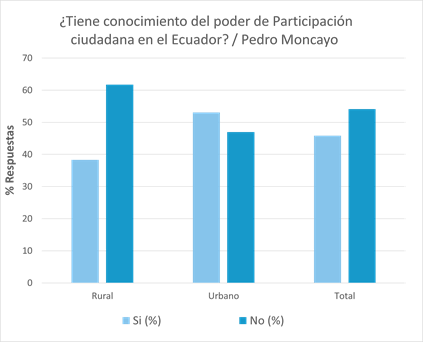 ¿Tiene conocimiento del poder de Participación
ciudadana en el Ecuador? / Pedro Moncayo
70
60
50
40
30
20
10
0
% Respuestas
Rural
Urbano
Total
Si (%)
No (%)